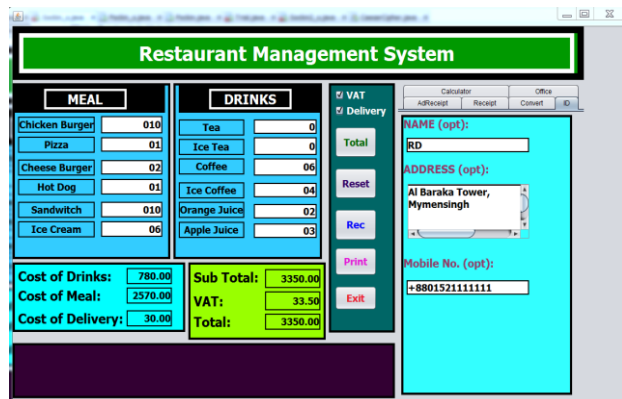 Restaurant Management System
MEAL
Chicken Burger 010
Pizza 01
Cheese Burger 02
Hot Dog 01
Sandwitch 010
Ice Cream 06
DRINKS
Tea 0
Ice Tea 0
Coffee 06
Ice Coffee 04
Orange Juice 02
Apple Juice 03
VAT
Delivery
Total
Reset
Rec
Print
Exit
Calculator Office
AdReceipt Receipt Convert ID
NAME (opt):
RD
ADDRESS (opt):
Al Baraka Tower,
Mymensingh
Mobile No. (opt):
+8801521111111
Cost of Drinks: 780.00
Cost of Meal: 2570.00
Cost of Delivery: 30.00
Sub Total: 3350.00
VAT: 33.50
Total: 3350.00